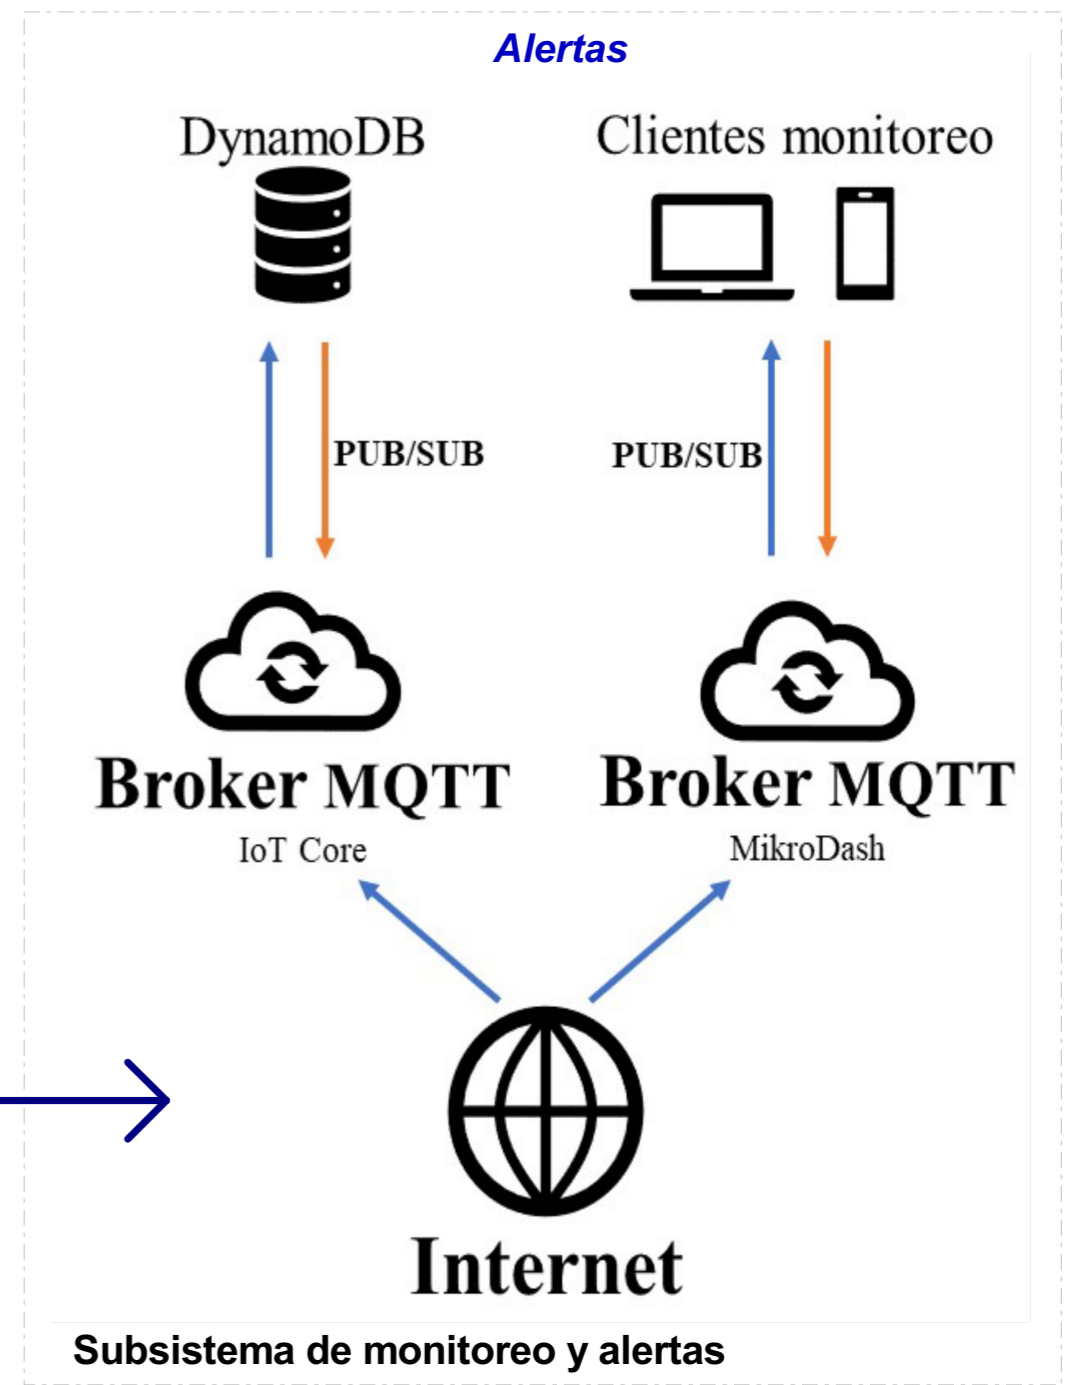 Alertas
DynamoDB
Clientes monitoreo
PUB/SUB
PUB/SUB
Broker MQTT
IoT Core
Broker MQTT
MikroDash
Internet
Subsistema de monitoreo y alertas